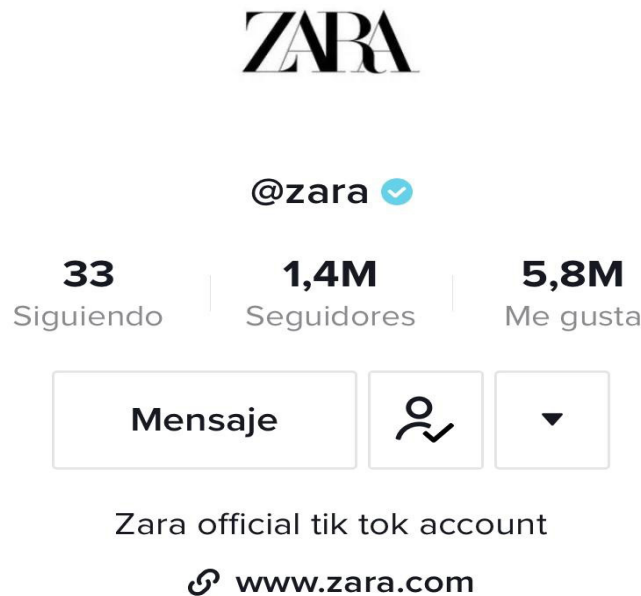 ZARA
@zara
33 1,4M 5,8M
Siguiendo Seguidores Me gusta
Mensaje
Zara official tik tok account
www.zara.com